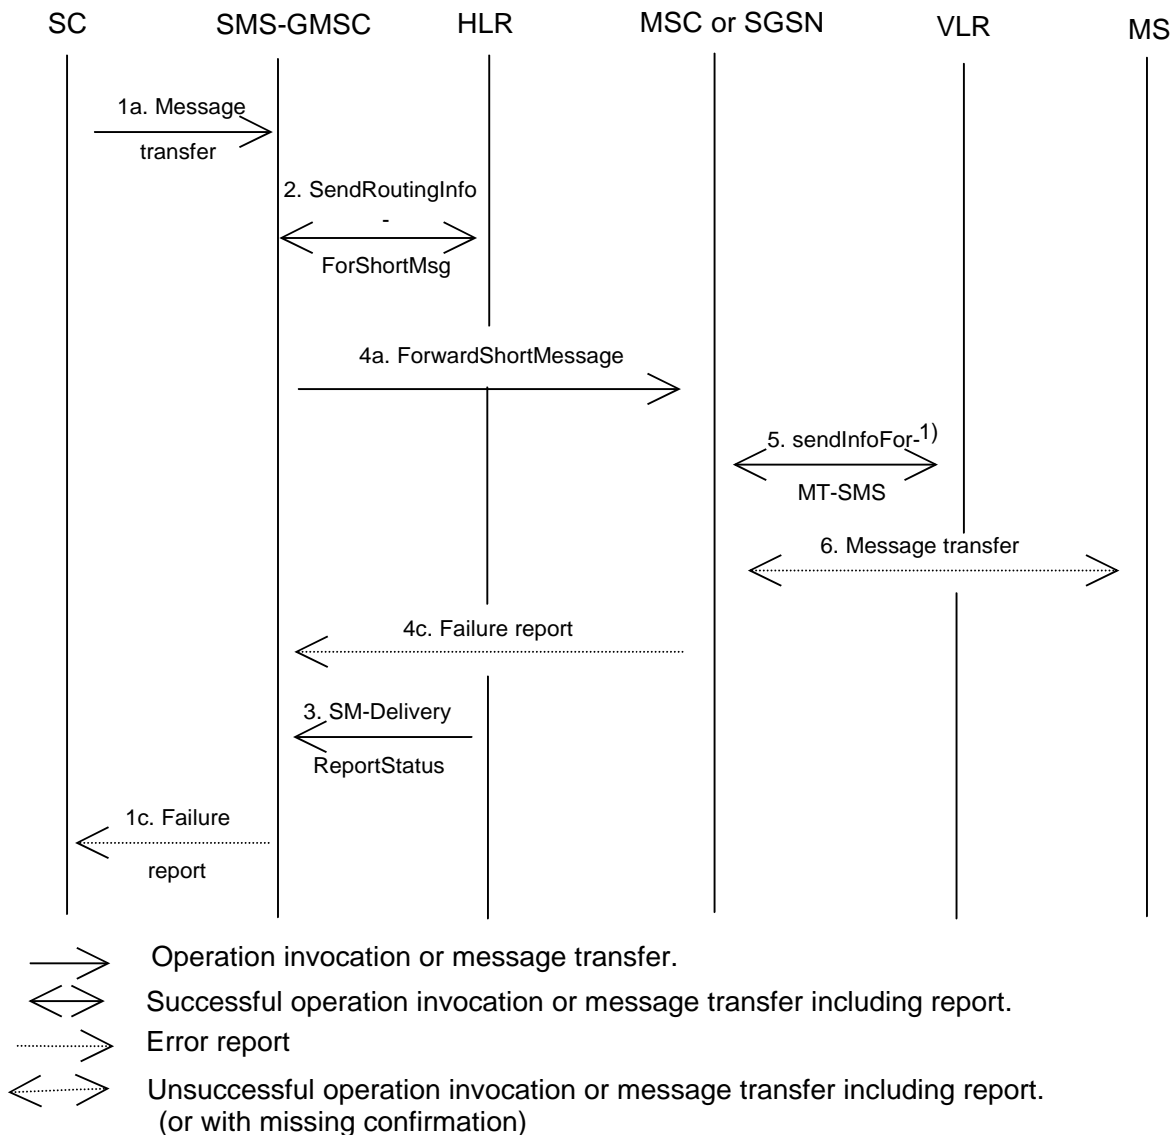 SC SMS-GMSC HLR MSC or SGSN VLR MS
1a. Message
transfer
2. SendRoutingInfo
-
ForShortMsg
4a. ForwardShortMessage
5. sendInfoFor-1)
MT-SMS
6. Message transfer
4c. Failure report
3. SM-Delivery
ReportStatus
1c. Failure
report
Operation invocation or message transfer.
Successful operation invocation or message transfer including report.
Error report
Unsuccessful operation invocation or message transfer including report.
(or with missing confirmation)